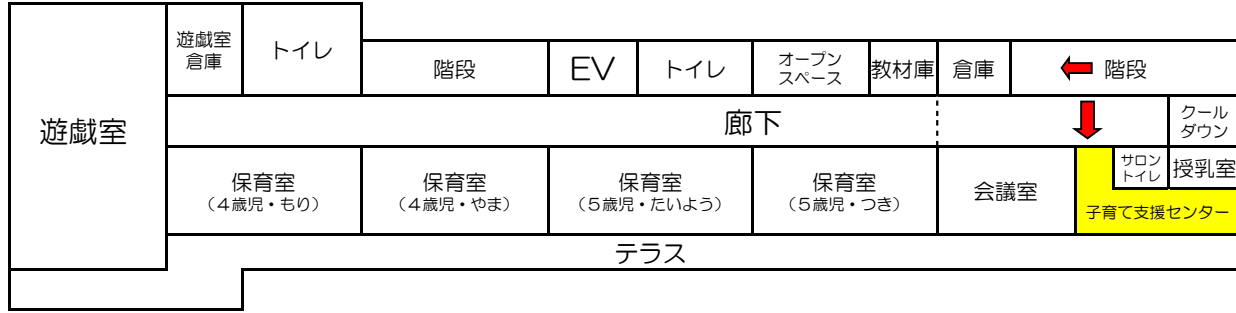 遊戯室
遊戯室
倉庫
トイレ
階段
EV
トイレ
オープン
スペース
教材庫
倉庫
階段
廊下
クール
ダウン
保育室
(4歳児・もり)
保育室
(4歳児・やま)
保育室
(5歳児・たいよう)
保育室
(5歳児・つき)
会議室
サロン
トイレ
授乳室
子育て支援センター
テラス